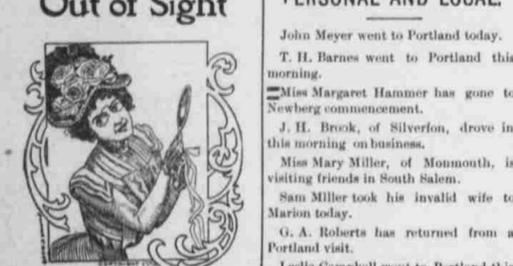 Out of Sight
PERSONAL AND LOCAL.
John Meyer went to Portland today.
T. H. Barnes went to Portland this
morning.
Miss Margaret Hammer has gone to
Newberg commencement.
J. H. Brook, of Silverton, drove in
this morning on business.
Miss Mary Miller, of Monmouth, is
visiting friends in South Salem.
Sam Miller took his invalid wife to
Marion today.
G. A. Roberts has returned from a
Portland visit.